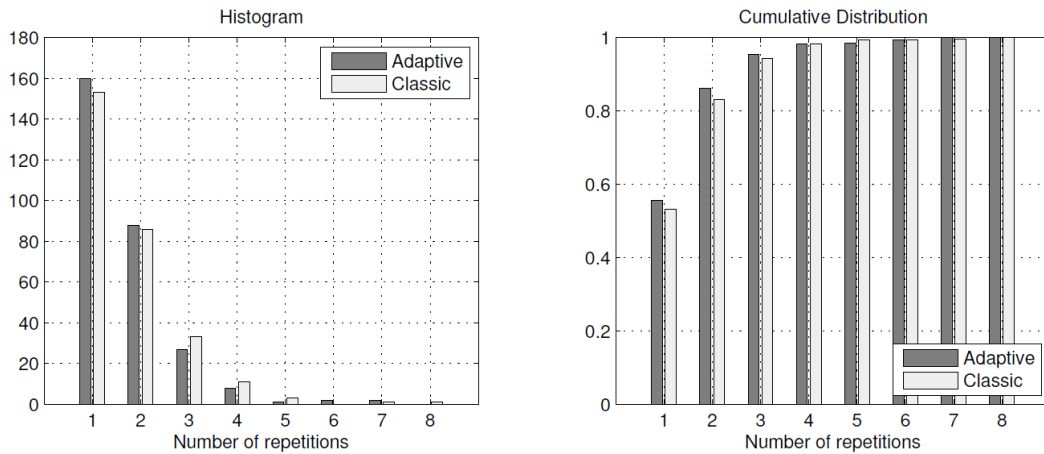 Histogram
180
160
140
120
100
80
60
40
20
0
Adaptive
Classic
1 2 3 4 5 6 7 8
Number of repetitions
Cumulative Distribution
1
0.8
0.6
0.4
0.2
0
Adaptive
Classic
1 2 3 4 5 6 7 8
Number of repetitions